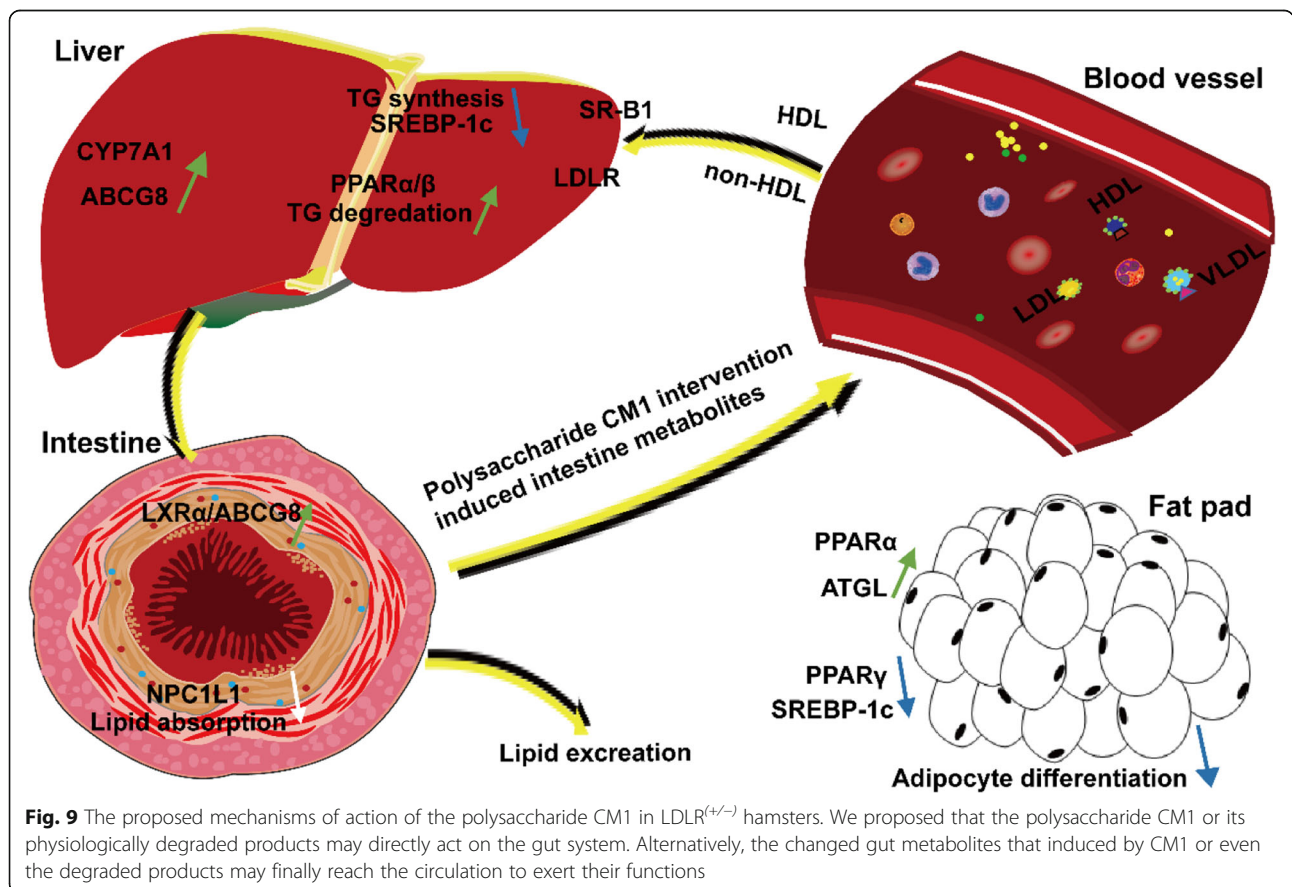 Liver
CYP7A1
ABCG8
TG synthesis
SREBP-1c
PPARα/β
TG degredation
SR-B1
LDLR
HDL
non-HDL
Blood vessel
HDL
VLDL
LDL
Intestine
LXRα/ABCG8
NPC1L1
Lipid absorption
Polysaccharide CM1 intervention
induced intestine metabolites
Lipid excreation
Fat pad
PPARα
ATGL
PPARγ
SREBP-1c
Adipocyte differentiation
Fig. 9 The proposed mechanisms of action of the polysaccharide CM1 in LDLR(+/−) hamsters. We proposed that the polysaccharide CM1 or its
physiologically degraded products may directly act on the gut system. Alternatively, the changed gut metabolites that induced by CM1 or even
the degraded products may finally reach the circulation to exert their functions